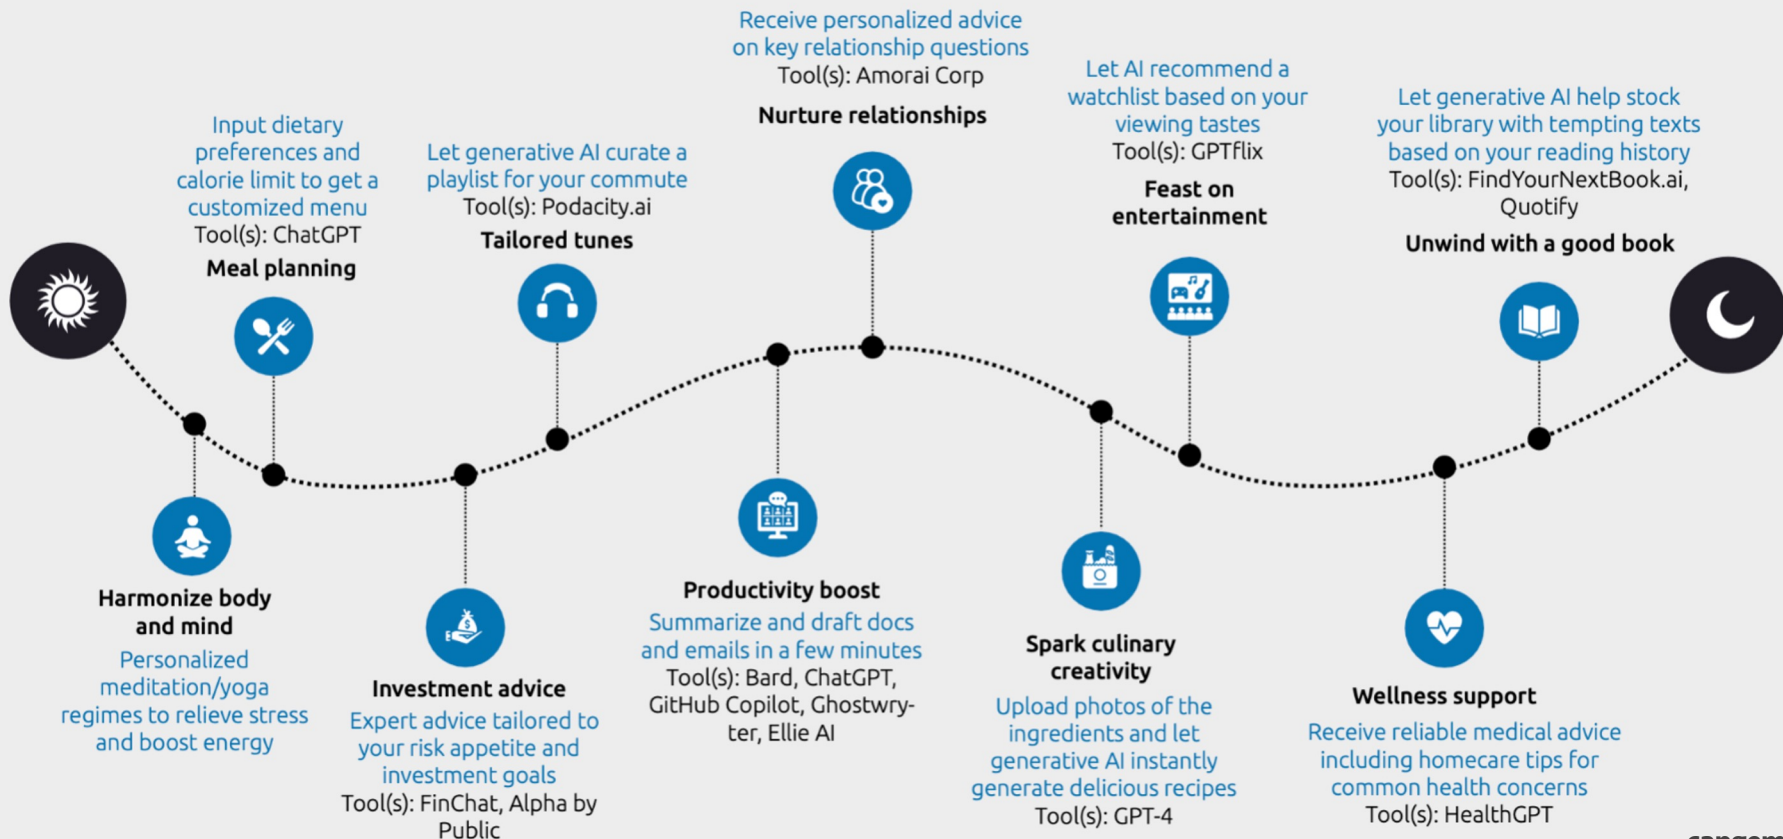 Input dietary
preferences and
calorie limit to get a
customized menu
Tool(s): ChatGPT
Meal planning
Let generative AI curate a
playlist for your commute
Tool(s): Podacity.ai
Tailored tunes
Receive personalized advice
on key relationship questions
Tool(s): Amorai Corp
Nurture relationships
Let AI recommend a
watchlist based on your
viewing tastes
Tool(s): GPTflix
Feast on
entertainment
Let generative AI help stock
your library with tempting texts
based on your reading history
Tool(s): FindYourNextBook.ai,
Quotify
Unwind with a good book
Harmonize body
and mind
Personalized
meditation/yoga
regimes to relieve stress
and boost energy
Investment advice
Expert advice tailored to
your risk appetite and
investment goals
Tool(s): FinChat, Alpha by
Public
Productivity boost
Summarize and draft docs
and emails in a few minutes
Tool(s): Bard, ChatGPT,
GitHub Copilot, Ghostwry-
ter, Ellie AI
Spark culinary
creativity
Upload photos of the
ingredients and let
generative AI instantly
generate delicious recipes
Tool(s): GPT-4
Wellness support
Receive reliable medical advice
including homecare tips for
common health concerns
Tool(s): HealthGPT